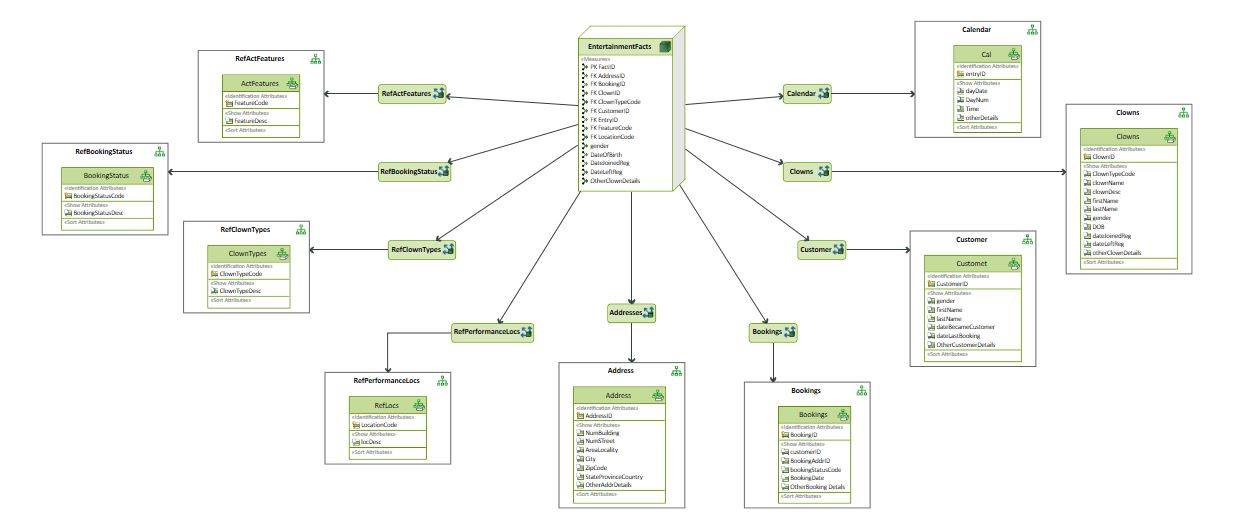 EntertainmentFacts
«Measures»
PK FactID
FK AddressID
FK BookingID
FK ClownID
FK ClownTypeCode
FK CustomerID
FK EntryID
FK FeatureCode
FK LocationCode
gender
DateOfBirth
DateJoinedReg
DateLeftReg
OtherClownDetails
RefActFeatures
RefBookingStatus
RefClownTypes
RefPerformanceLocs
Addresses
Bookings
Customer
Clowns
Calendar
RefActFeatures
ActFeatures
«Identification Attributes»
FeatureCode
«Show Attributes»
FeatureDesc
«Sort Attributes»
RefBookingStatus
BookingStatus
«Identification Attributes»
BookingStatusCode
«Show Attributes»
BookingStatusDesc
«Sort Attributes»
RefClownTypes
ClownTypes
«Identification Attributes»
ClownTypeCode
«Show Attributes»
ClownTypeDesc
«Sort Attributes»
RefPerformanceLocs
RefLocs
«Identification Attributes»
LocationCode
«Show Attributes»
locDesc
«Sort Attributes»
Address
Address
«Identification Attributes»
AddressID
«Show Attributes»
NumBuilding
NumSTreet
AreaLocality
City
ZipCode
StateProvinceCountry
OtherAddrDetails
«Sort Attributes»
Bookings
Bookings
«Identification Attributes»
BookingID
«Show Attributes»
customerID
BookingAddrID
bookingStatusCode
BookingDate
OtherBooking Details
«Sort Attributes»
Customer
Customet
«Identification Attributes»
CustomerID
«Show Attributes»
gender
firstName
lastName
dateBecameCustomer
dateLastBooking
OtherCustomerDetails
«Sort Attributes»
Clowns
Clowns
«Identification Attributes»
ClownID
«Show Attributes»
ClownTypeCode
clownName
clownDesc
firstName
lastName
gender
DOB
dateJoinedReg
dateLeftReg
otherClownDetails
«Sort Attributes»
Calendar
Cal
«Identification Attributes»
entryID
«Show Attributes»
dayDate
DayNum
Time
otherDetails
«Sort Attributes»